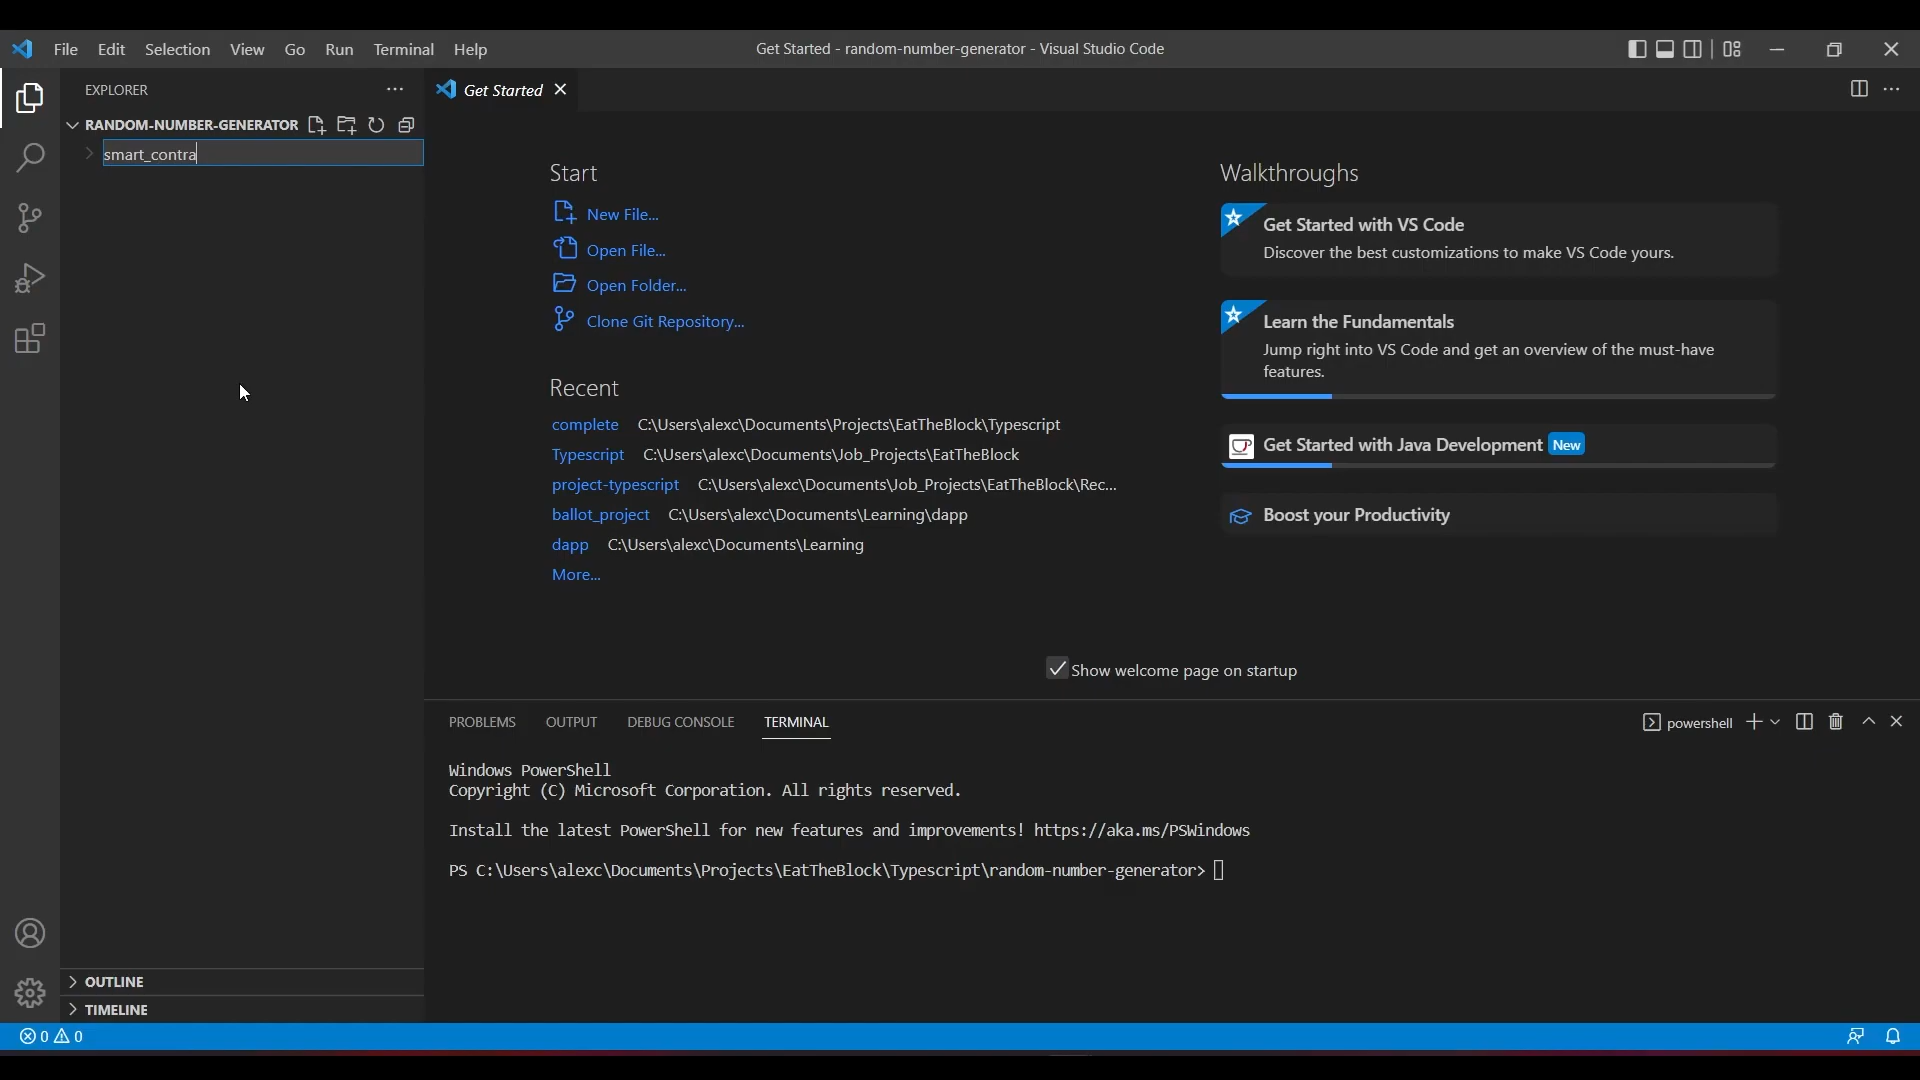 File Edit Selection View Go Run Terminal Help
Get Started - random-number-generator - Visual Studio Code
EXPLORER
Get Started
RANDOM-NUMBER-GENERATOR
smart_contra
Start
New File...
Open File...
Open Folder...
Clone Git Repository...
Recent
complete C:\Users\alexc\Documents\Projects\EatTheBlock\Typescript
Typescript C:\Users\alexc\Documents\Job_Projects\EatTheBlock
project-typescript C:\Users\alexc\Documents\Job_Projects\EatTheBlock\Rec...
ballot_project C:\Users\alexc\Documents\Learning\dapp
dapp C:\Users\alexc\Documents\Learning
More...
Walkthroughs
Get Started with VS Code
Discover the best customizations to make VS Code yours.
Learn the Fundamentals
Jump right into VS Code and get an overview of the must-have
features.
Get Started with Java Development New
Boost your Productivity
Show welcome page on startup
PROBLEMS OUTPUT DEBUG CONSOLE TERMINAL
powershell
Windows PowerShell
Copyright (C) Microsoft Corporation. All rights reserved.
Install the latest PowerShell for new features and improvements! https://aka.ms/PSWindows
PS C:\Users\alexc\Documents\Projects\EatTheBlock\Typescript\random-number-generator>
OUTLINE
TIMELINE
0 0